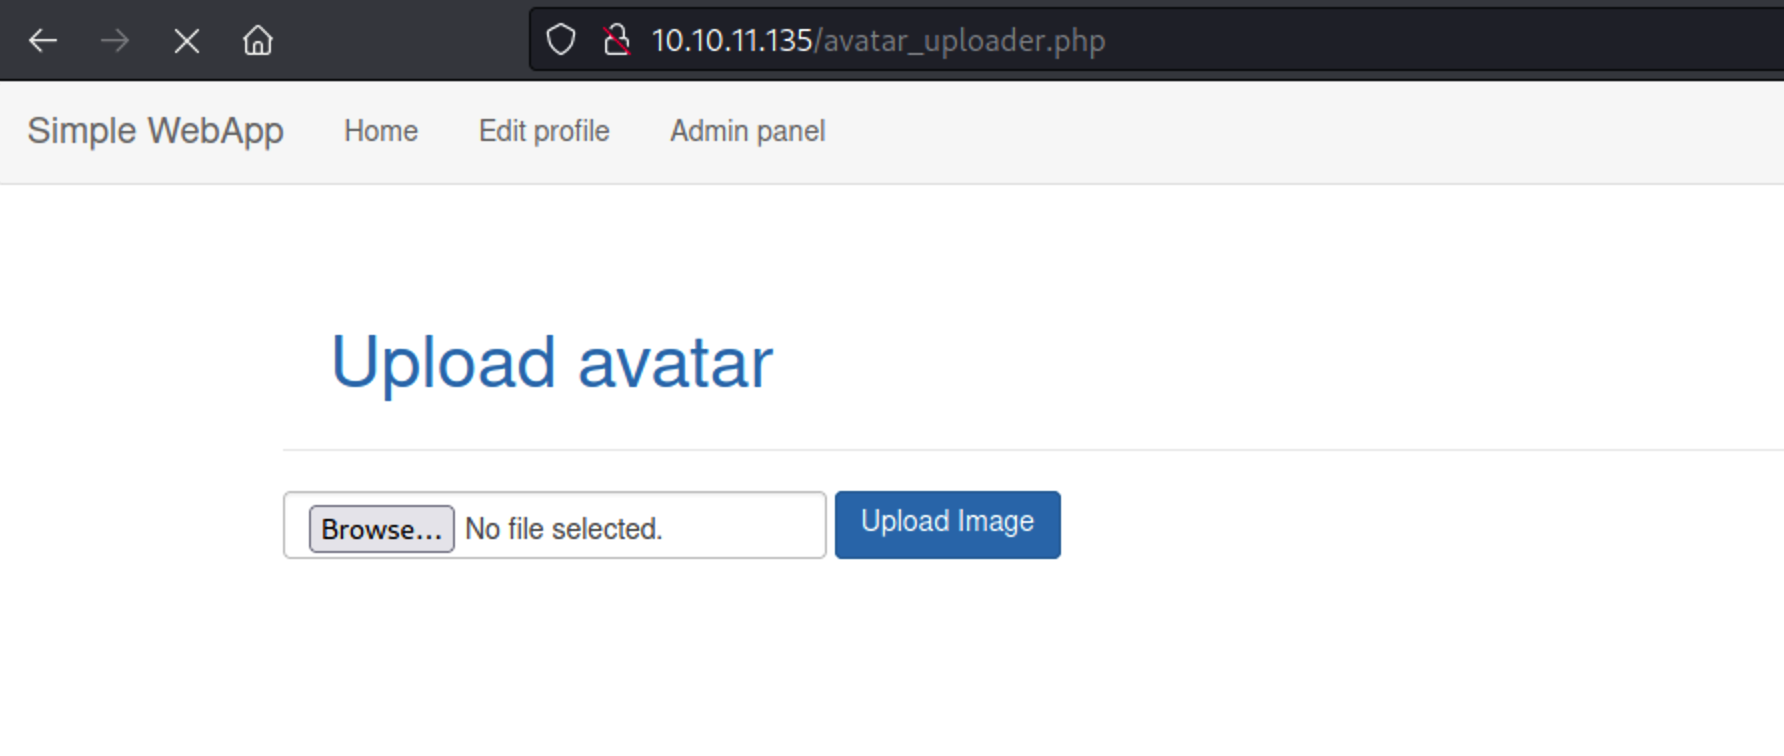 10.10.11.135/avatar_uploader.php
Simple WebApp Home Edit profile Admin panel
Upload avatar
Browse... No file selected. Upload Image